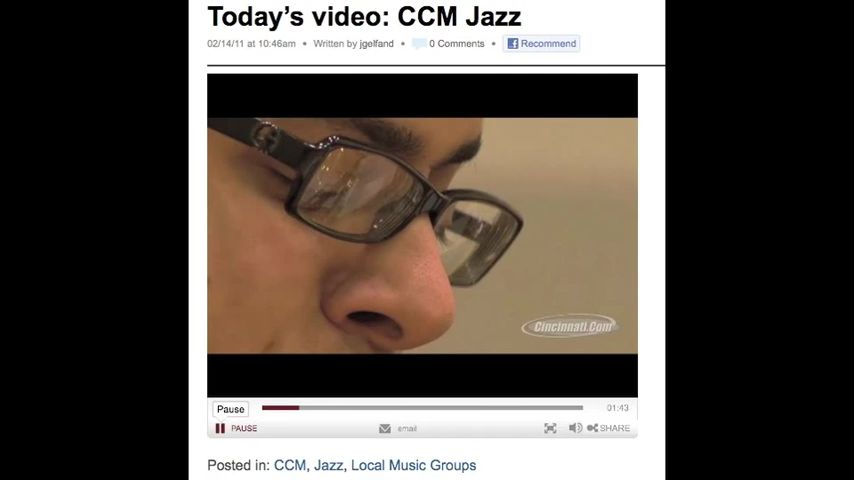 Today's video: CCM Jazz
02/14/11 at 10:46am • Written by jgelfand • 0 Comments • Recommend
Cincinnati.Com
Pause
01:43
PAUSE email SHARE
Posted in: CCM, Jazz, Local Music Groups